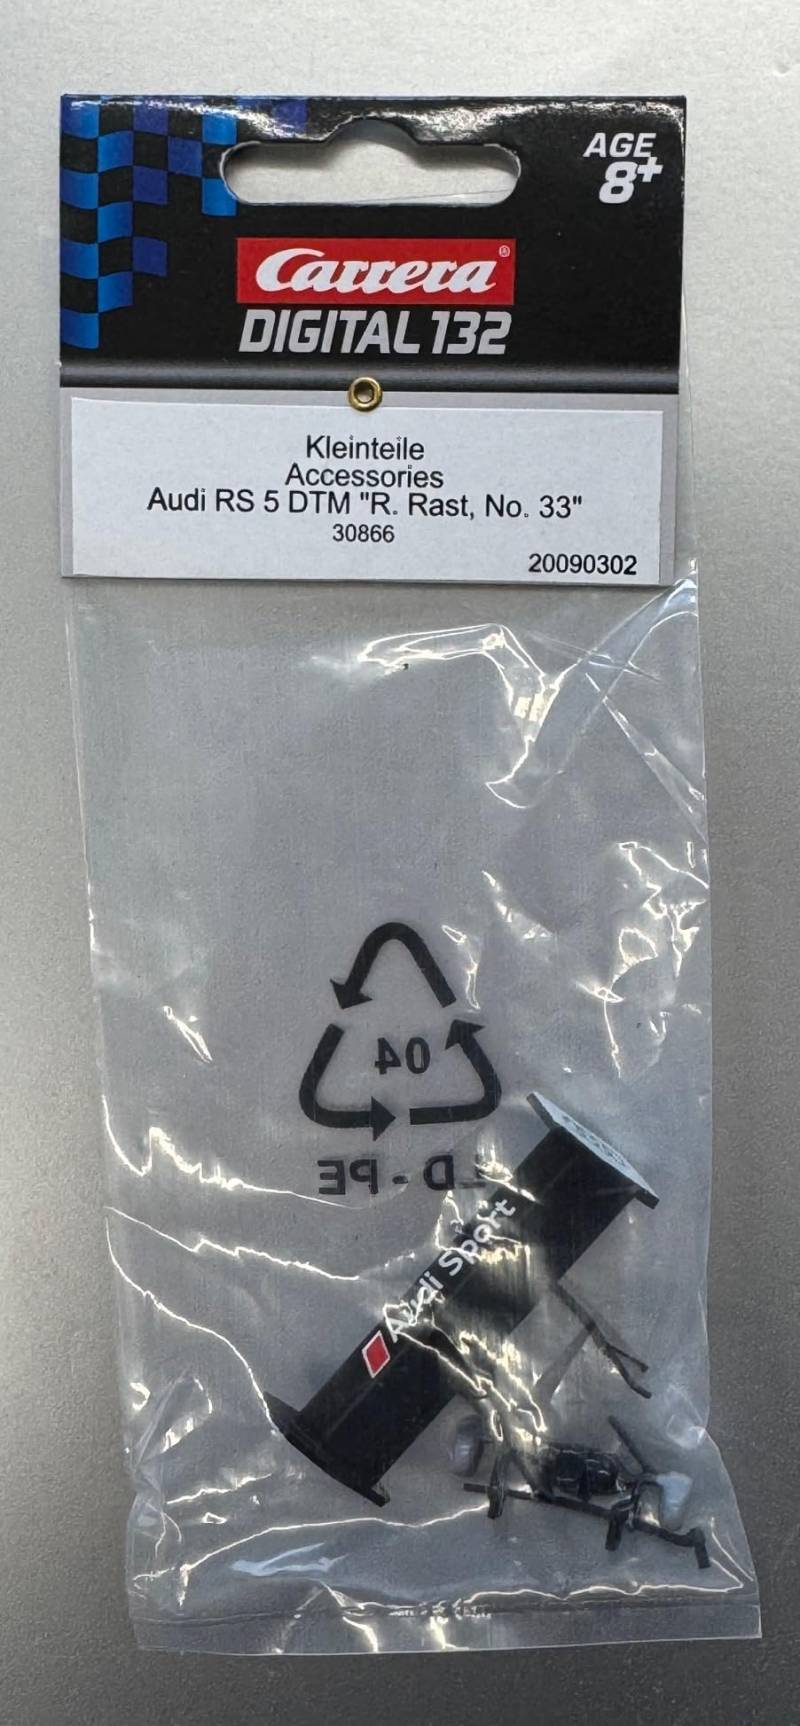 AGE
8+
Carrera®
DIGITAL 132
Kleinteile
Accessories
Audi RS 5 DTM "R. Rast, No. 33"
30866
20090302
04
LD - PE
Audi Sport